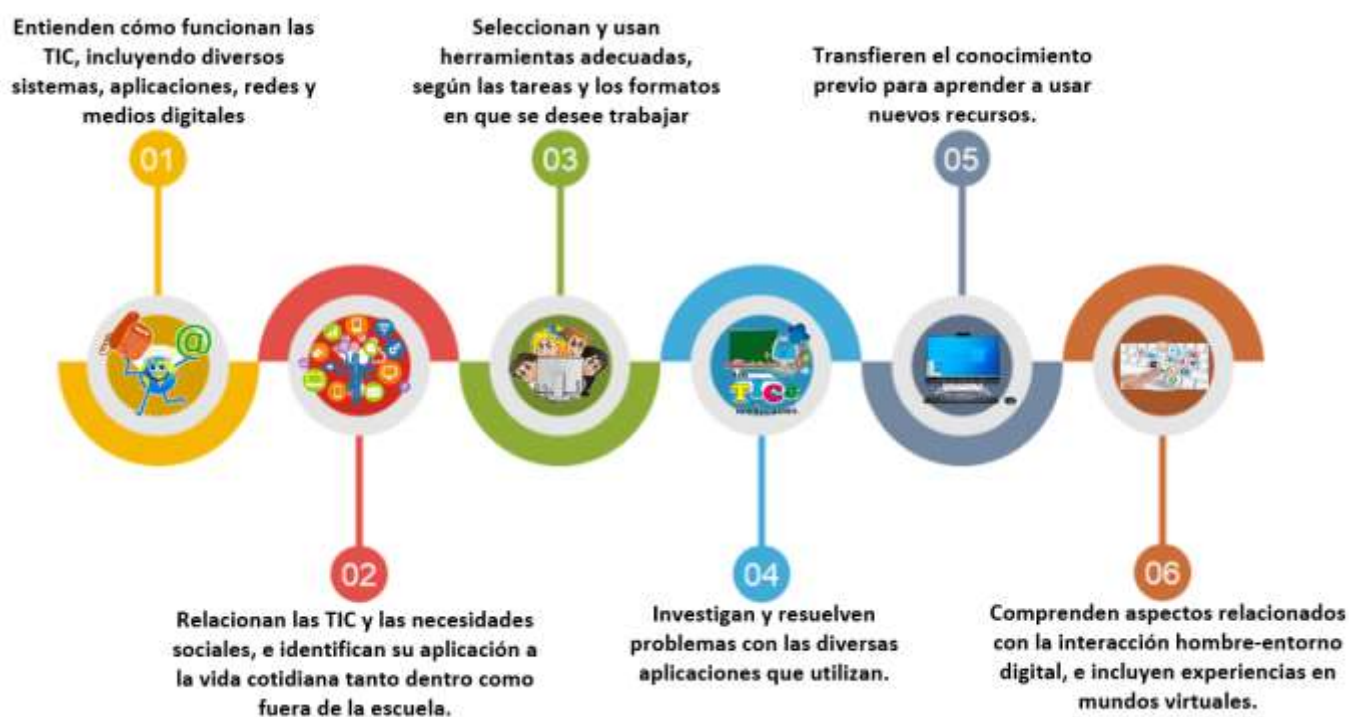 Entienden cómo funcionan las
TIC, incluyendo diversos
sistemas, aplicaciones, redes y
medios digitales
01
Relacionan las TIC y las necesidades
sociales, e identifican su aplicación a
la vida cotidiana tanto dentro como
fuera de la escuela.
02
Seleccionan y usan
herramientas adecuadas,
según las tareas y los formatos
en que se desee trabajar
03
Investigan y resuelven
problemas con las diversas
aplicaciones que utilizan.
04
Transfieren el conocimiento
previo para aprender a usar
nuevos recursos.
05
Comprenden aspectos relacionados
con la interacción hombre-entorno
digital, e incluyen experiencias en
mundos virtuales.
06
@
TICs